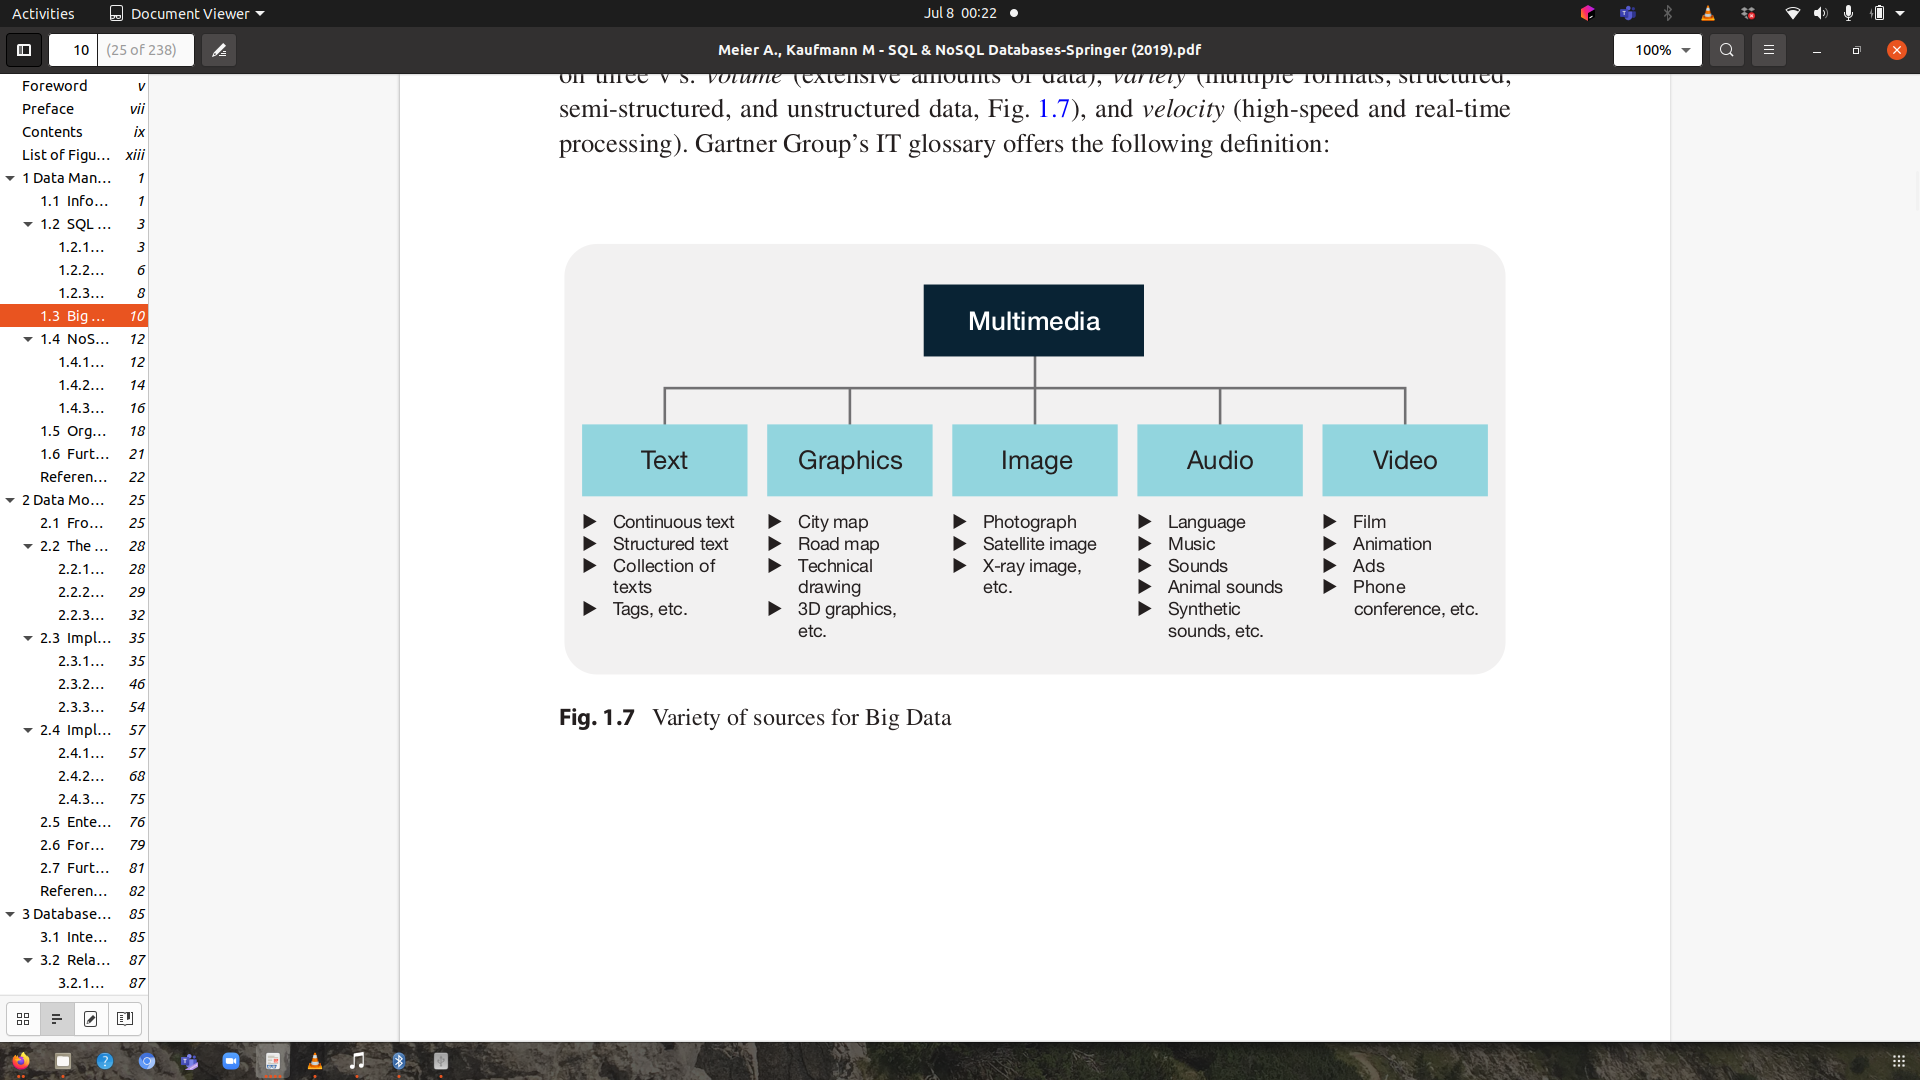 Activities
Document Viewer
Jul 8 00:22
10
(25 of 238)
Meier A., Kaufmann M - SQL & NoSQL Databases-Springer (2019).pdf
100%
Foreword v
Preface vii
Contents ix
List of Figu... xiii
1 Data Man... 1
1.1 Info... 1
1.2 SQL ... 3
1.2.1... 3
1.2.2... 6
1.2.3... 8
1.3 Big ... 10
1.4 NoS... 12
1.4.1... 12
1.4.2... 14
1.4.3... 16
1.5 Org... 18
1.6 Furt... 21
Referen... 22
2 Data Mo... 25
2.1 Fro... 25
2.2 The ... 28
2.2.1... 28
2.2.2... 29
2.2.3... 32
2.3 Impl... 35
2.3.1... 35
2.3.2... 46
2.3.3... 54
2.4 Impl... 57
2.4.1... 57
2.4.2... 68
2.4.3... 75
2.5 Ente... 76
2.6 For... 79
2.7 Furt... 81
Referen... 82
3 Database... 85
3.1 Inte... 85
3.2 Rela... 87
3.2.1... 87
on three V's: volume (extensive amounts of data), variety (multiple formats, structured,
semi-structured, and unstructured data, Fig. 1.7), and velocity (high-speed and real-time
processing). Gartner Group's IT glossary offers the following definition:
Multimedia
Text
Continuous text
Structured text
Collection of
texts
Tags, etc.
Graphics
City map
Road map
Technical
drawing
3D graphics,
etc.
Image
Photograph
Satellite image
X-ray image,
etc.
Audio
Language
Music
Sounds
Animal sounds
Synthetic
sounds, etc.
Video
Film
Animation
Ads
Phone
conference, etc.
Fig. 1.7 Variety of sources for Big Data